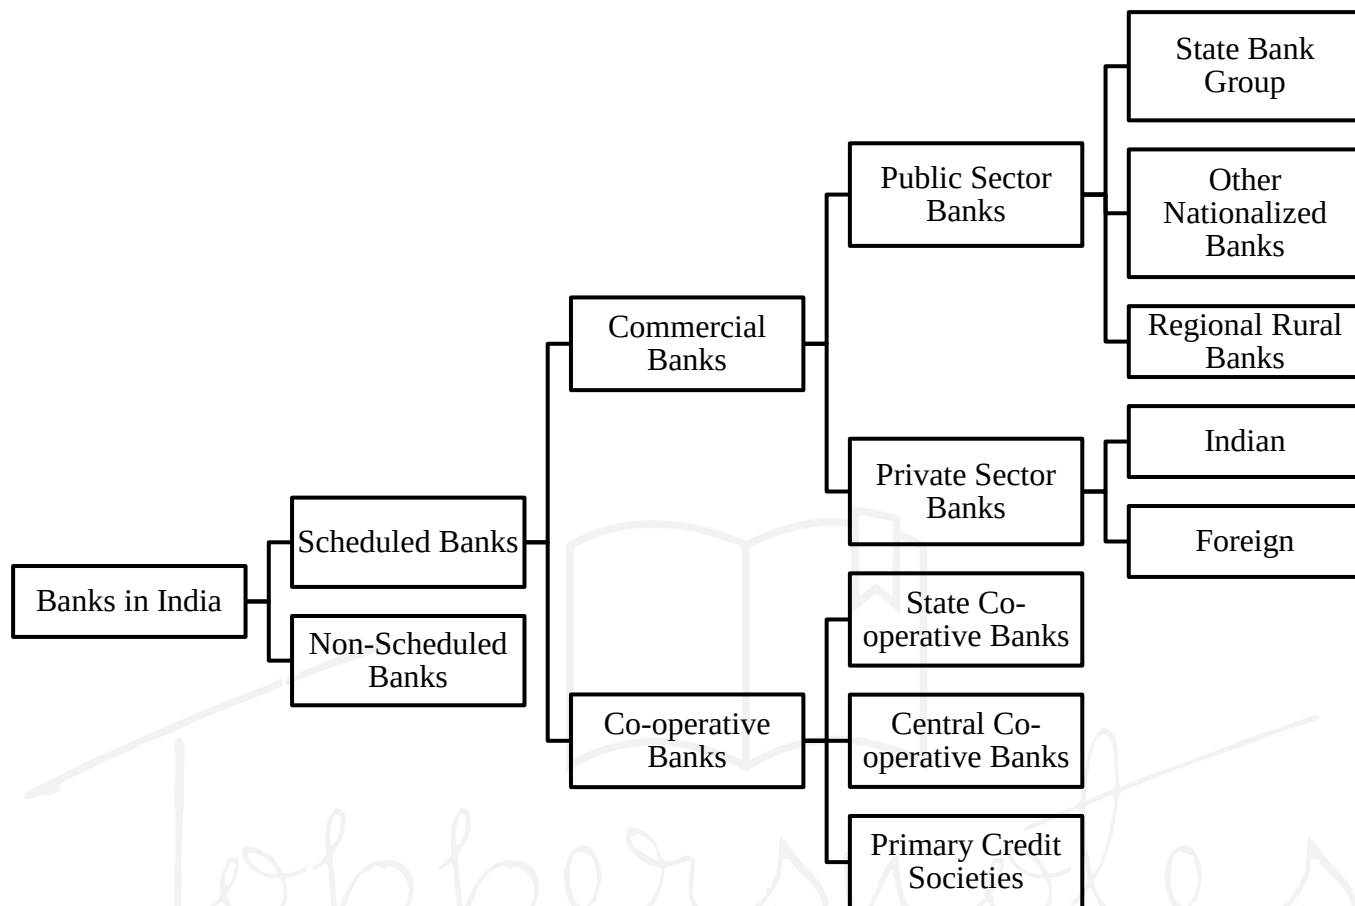 Banks in India
Scheduled Banks
Non-Scheduled
Banks
Commercial
Banks
Co-operative
Banks
Public Sector
Banks
Private Sector
Banks
State Co-
operative Banks
Central Co-
operative Banks
Primary Credit
Societies
State Bank
Group
Other
Nationalized
Banks
Regional Rural
Banks
Indian
Foreign
Toppersnotes